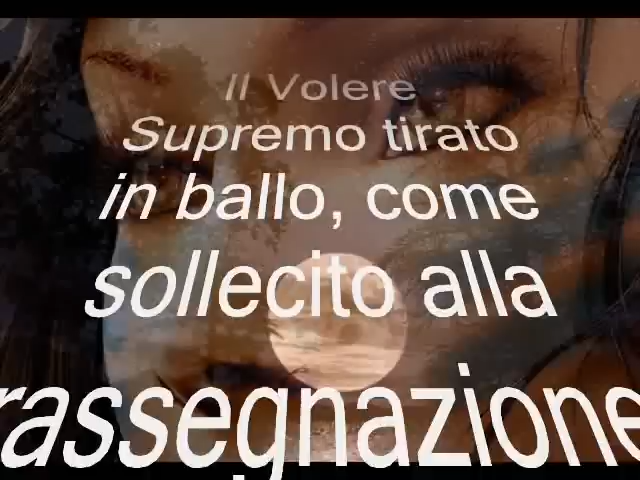 Il Volere
Supremo tirato
in ballo, come
sollecito alla
rassegnazione